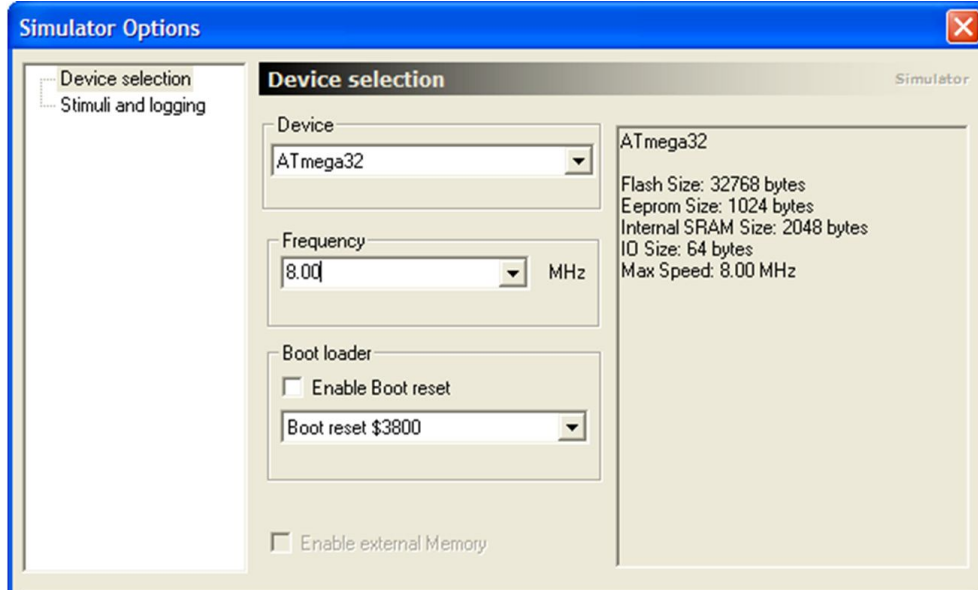 Simulator Options
Device selection
Stimuli and logging
Device selection
Simulator
Device
ATmega32
Frequency
8.00
MHz
Boot loader
Enable Boot reset
Boot reset $3800
Enable external Memory
ATmega32
Flash Size: 32768 bytes
Eeprom Size: 1024 bytes
Internal SRAM Size: 2048 bytes
IO Size: 64 bytes
Max Speed: 8.00 MHz